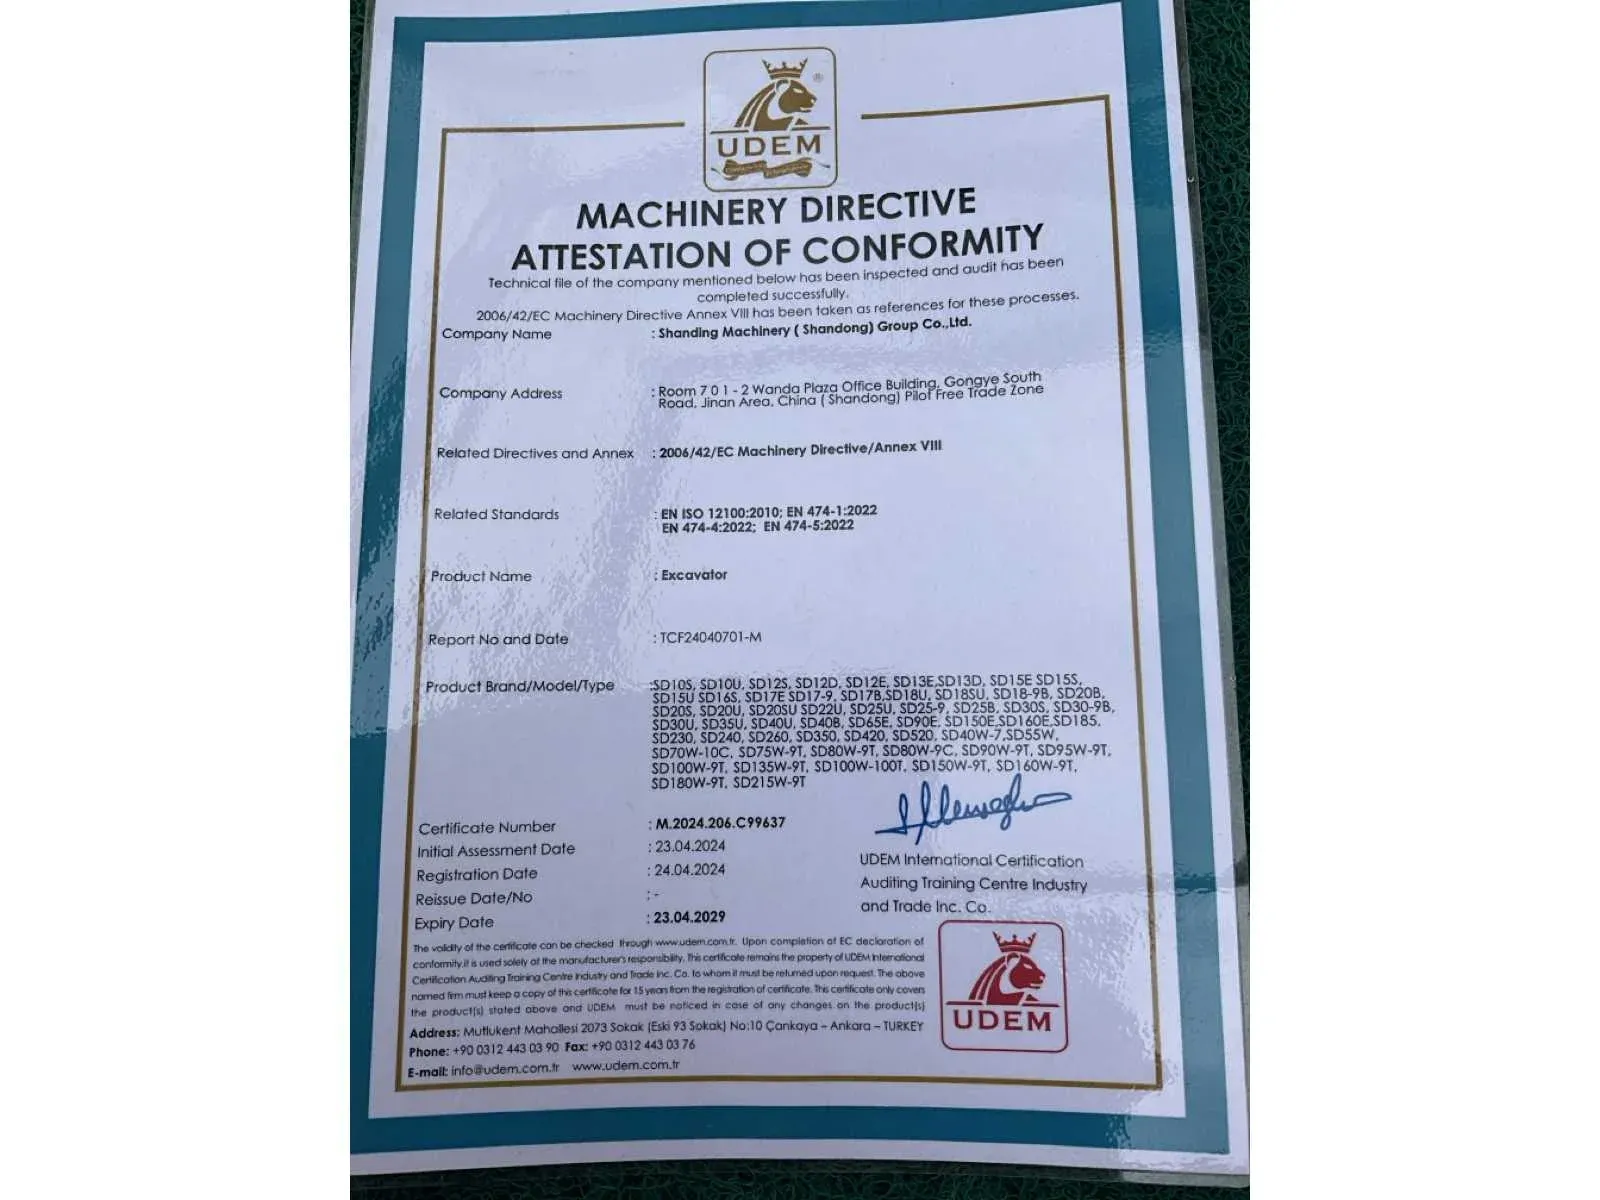 UDEM
MACHINERY DIRECTIVE
ATTESTATION OF CONFORMITY
Technical file of the company mentioned below has been inspected and audit has been
completed successfully.
2006/42/EC Machinery Directive Annex VIII has been taken as references for these processes.
Company Name : Shanding Machinery ( Shandong) Group Co.,Ltd.
Company Address : Room 7 0 1 - 2 Wanda Plaza Office Building, Gongye South
Road, Jinan Area, China ( Shandong) Pilot Free Trade Zone
Related Directives and Annex : 2006/42/EC Machinery Directive/Annex VIII
Related Standards : EN ISO 12100:2010; EN 474-1:2022
EN 474-4:2022; EN 474-5:2022
Product Name : Excavator
Report No and Date : TCF24040701-M
Product Brand/Model/Type :SD10S, SD10U, SD12S, SD12D, SD12E, SD13E,SD13D, SD15E SD15S,
SD15U SD16S, SD17E SD17-9, SD17B,SD18U, SD18SU, SD18-9B, SD20B,
SD20S, SD20U, SD20SU SD22U, SD25U, SD25-9, SD25B, SD30S, SD30-9B,
SD30U, SD35U, SD40U, SD40B, SD65E, SD90E, SD150E,SD160E,SD185,
SD230, SD240, SD260, SD350, SD420, SD520, SD40W-7,SD55W,
SD70W-10C, SD75W-9T, SD80W-9T, SD80W-9C, SD90W-9T, SD95W-9T,
SD100W-9T, SD135W-9T, SD100W-100T, SD150W-9T, SD160W-9T,
SD180W-9T, SD215W-9T
Certificate Number : M.2024.206.C99637
Initial Assessment Date : 23.04.2024
Registration Date : 24.04.2024
Reissue Date/No : -
Expiry Date : 23.04.2029
UDEM International Certification
Auditing Training Centre Industry
and Trade Inc. Co.
The validity of the certificate can be checked through www.udem.com.tr. Upon completion of EC declaration of
conformity,it is used solely at the manufacturer's responsibility. This certificate remains the property of UDEM International
Certification Auditing Training Centre Industry and Trade Inc. Co. to whom it must be returned upon request. The above
named firm must keep a copy of this certificate for 15 years from the registration of certificate. This certificate only covers
the product(s) stated above and UDEM must be noticed in case of any changes on the product(s)
Address: Mutlukent Mahallesi 2073 Sokak (Eski 93 Sokak) No:10 Çankaya – Ankara – TURKEY
Phone: +90 0312 443 03 90 Fax: +90 0312 443 03 76
E-mail: info@udem.com.tr www.udem.com.tr
UDEM